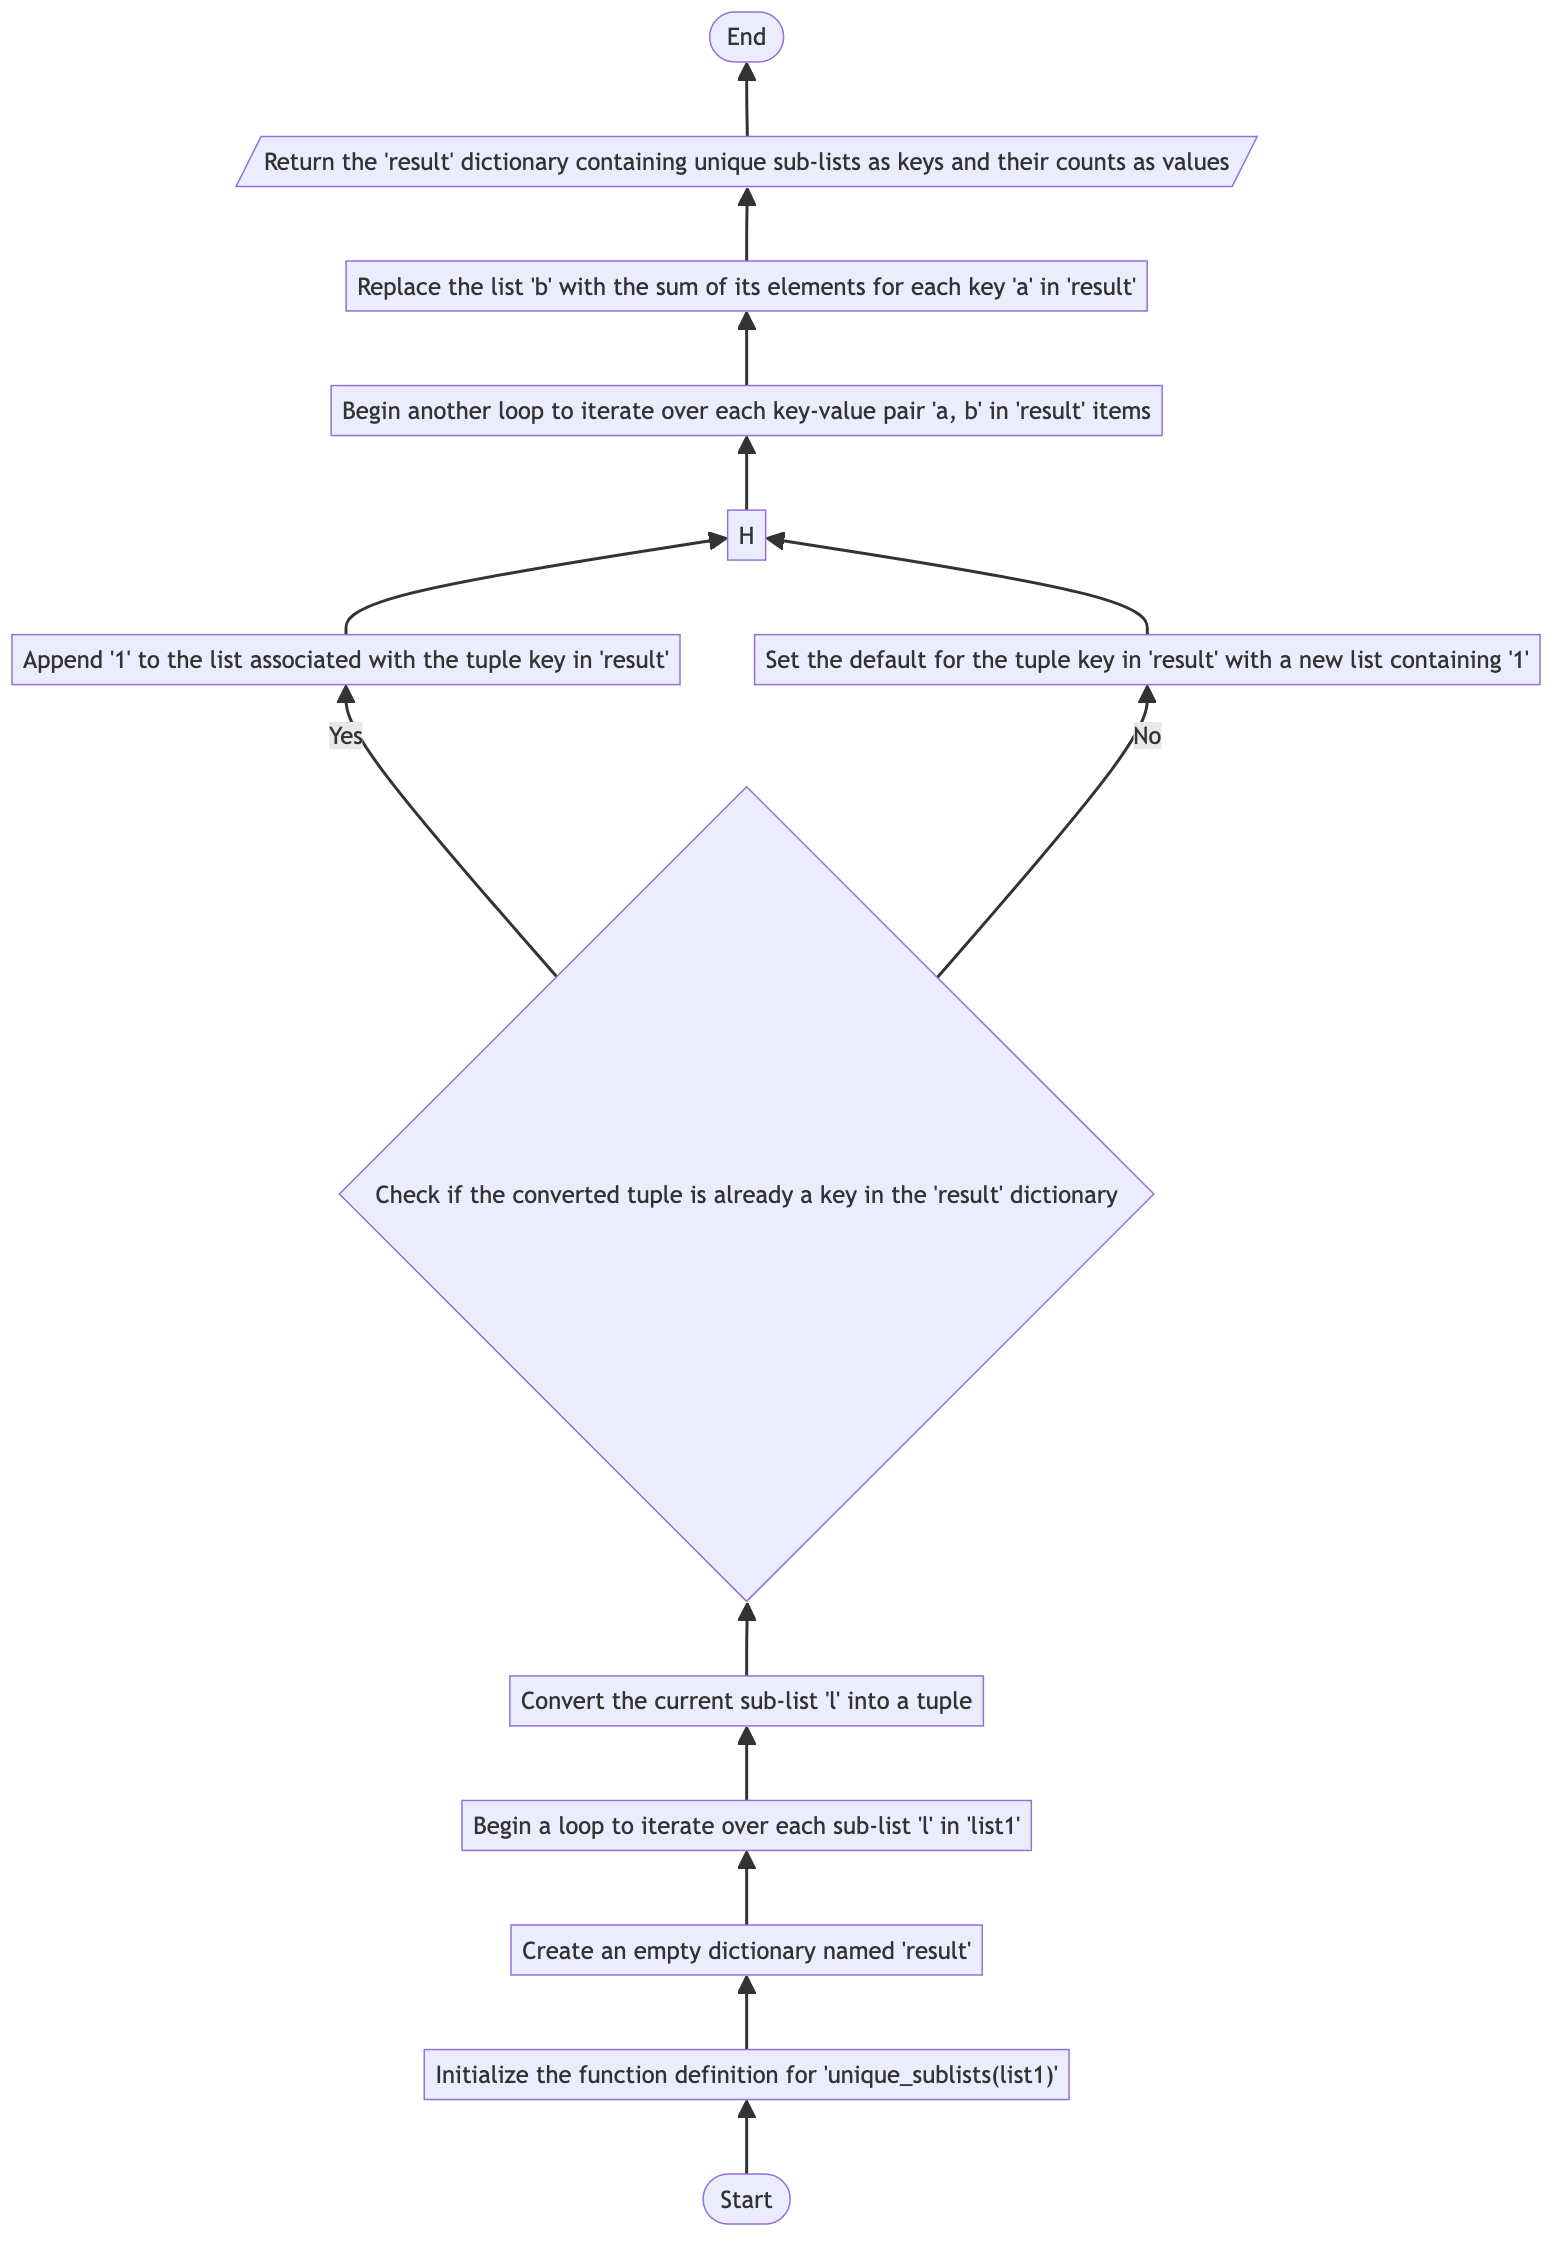 End
Return the 'result' dictionary containing unique sub-lists as keys and their counts as values
Replace the list 'b' with the sum of its elements for each key 'a' in 'result'
Begin another loop to iterate over each key-value pair 'a, b' in 'result' items
H
Append '1' to the list associated with the tuple key in 'result'
Set the default for the tuple key in 'result' with a new list containing '1'
Yes
No
Check if the converted tuple is already a key in the 'result' dictionary
Convert the current sub-list 'l' into a tuple
Begin a loop to iterate over each sub-list 'l' in 'list1'
Create an empty dictionary named 'result'
Initialize the function definition for 'unique_sublists(list1)'
Start